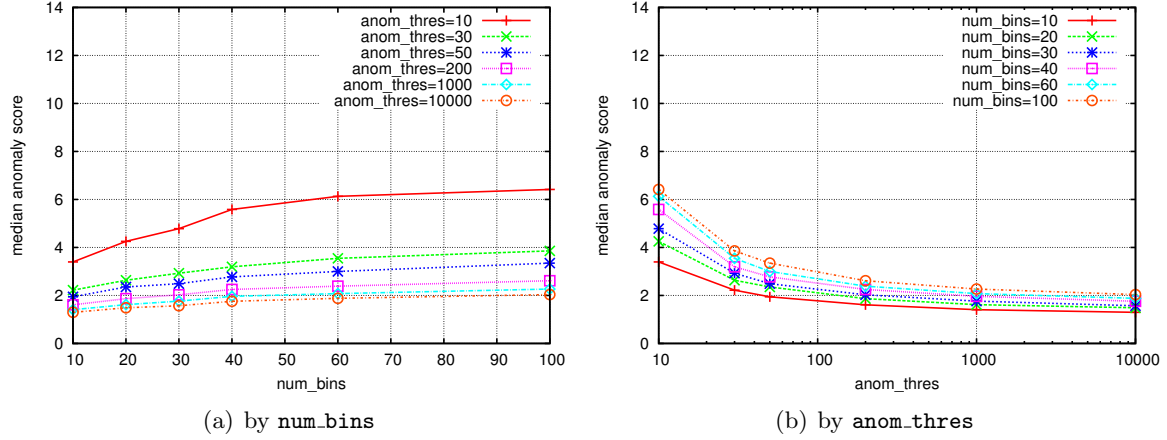 14
12
10
8
6
4
2
0
10 20 30 40 50 60 70 80 90 100
median anomaly score
num_bins
anom_thres=10
anom_thres=30
anom_thres=50
anom_thres=200
anom_thres=1000
anom_thres=10000
(a) by num_bins
14
12
10
8
6
4
2
0
10 100 1000 10000
median anomaly score
anom_thres
num_bins=10
num_bins=20
num_bins=30
num_bins=40
num_bins=60
num_bins=100
(b) by anom_thres